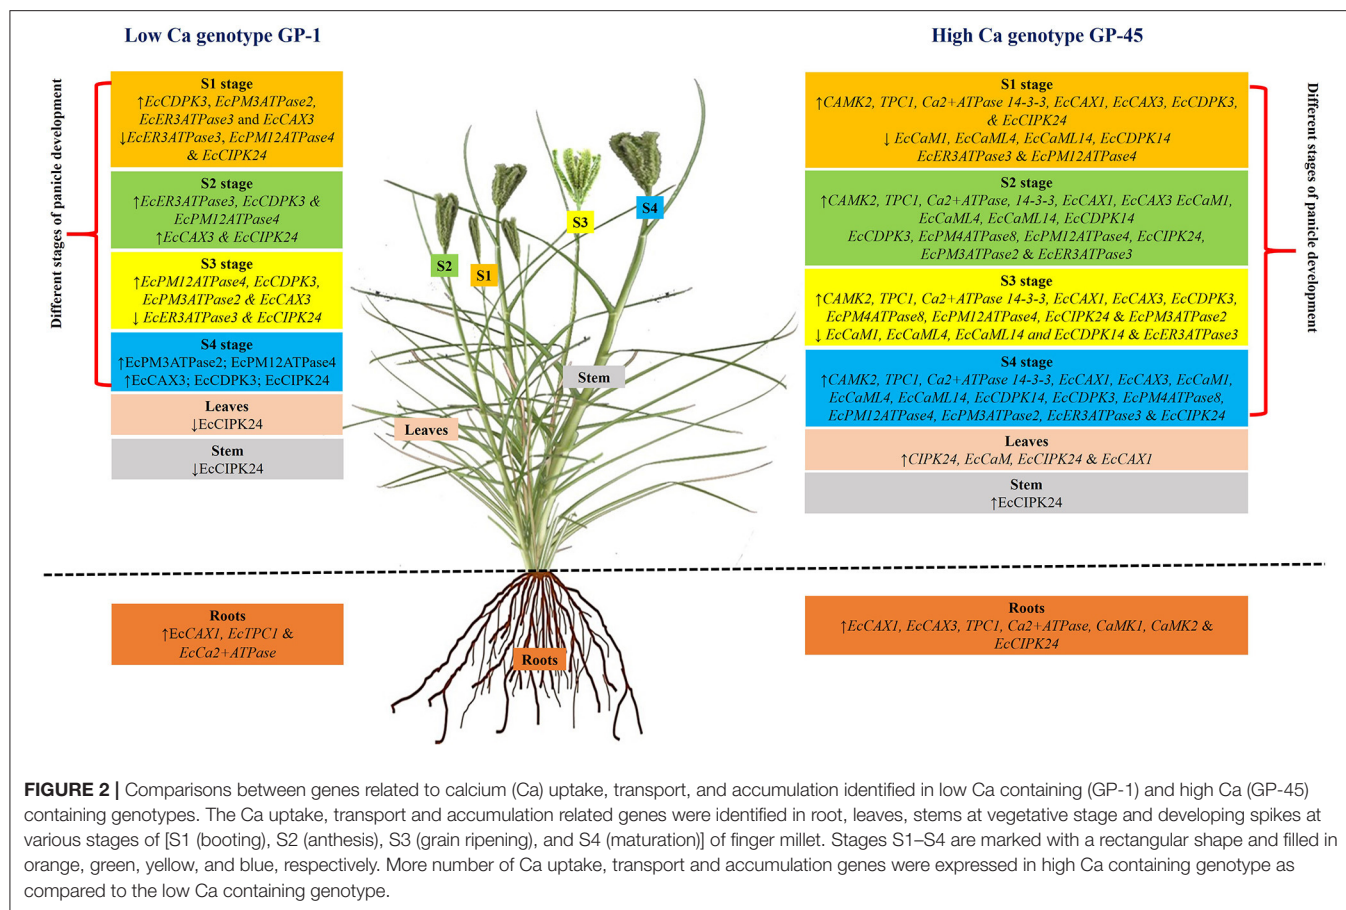 Low Ca genotype GP-1
Different stages of panicle development
S1 stage
↑EcCDPK3, EcPM3ATPase2,
EcER3ATPase3 and EcCAX3
↓EcER3ATPase3, EcPM12ATPase4
& EcCIPK24
S2 stage
↑EcER3ATPase3, EcCDPK3 &
EcPM12ATPase4
↑EcCAX3 & EcCIPK24
S3 stage
↑EcPM12ATPase4, EcCDPK3,
EcPM3ATPase2 & EcCAX3
↓ EcER3ATPase3 & EcCIPK24
S4 stage
↑EcPM3ATPase2; EcPM12ATPase4
↑EcCAX3; EcCDPK3; EcCIPK24
Leaves
↓EcCIPK24
Stem
↓EcCIPK24
Roots
↑EcCAX1, EcTPC1 &
EcCa2+ATPase
S2
S1
S3
S4
Stem
Leaves
Roots
High Ca genotype GP-45
Different stages of panicle development
S1 stage
↑CAMK2, TPC1, Ca2+ATPase 14-3-3, EcCAX1, EcCAX3, EcCDPK3,
& EcCIPK24
↓ EcCaM1, EcCaML4, EcCaML14, EcCDPK14
EcER3ATPase3 & EcPM12ATPase4
S2 stage
↑CAMK2, TPC1, Ca2+ATPase, 14-3-3, EcCAX1, EcCAX3 EcCaM1,
EcCaML4, EcCaML14, EcCDPK14
EcCDPK3, EcPM4ATPase8, EcPM12ATPase4, EcCIPK24,
EcPM3ATPase2 & EcER3ATPase3
S3 stage
↑CAMK2, TPC1, Ca2+ATPase 14-3-3, EcCAX1, EcCAX3, EcCDPK3,
EcPM4ATPase8, EcPM12ATPase4, EcCIPK24 & EcPM3ATPase2
↓ EcCaM1, EcCaML4, EcCaML14 and EcCDPK14 & EcER3ATPase3
S4 stage
↑CAMK2, TPC1, Ca2+ATPase 14-3-3, EcCAX1, EcCAX3, EcCaM1,
EcCaML4, EcCaML14, EcCDPK14, EcCDPK3, EcPM4ATPase8,
EcPM12ATPase4, EcPM3ATPase2, EcER3ATPase3 & EcCIPK24
Leaves
↑CIPK24, EcCaM, EcCIPK24 & EcCAX1
Stem
↑EcCIPK24
Roots
↑EcCAX1, EcCAX3, TPC1, Ca2+ATPase, CaMK1, CaMK2 &
EcCIPK24
FIGURE 2 | Comparisons between genes related to calcium (Ca) uptake, transport, and accumulation identified in low Ca containing (GP-1) and high Ca (GP-45)
containing genotypes. The Ca uptake, transport and accumulation related genes were identified in root, leaves, stems at vegetative stage and developing spikes at
various stages of [S1 (booting), S2 (anthesis), S3 (grain ripening), and S4 (maturation)] of finger millet. Stages S1–S4 are marked with a rectangular shape and filled in
orange, green, yellow, and blue, respectively. More number of Ca uptake, transport and accumulation genes were expressed in high Ca containing genotype as
compared to the low Ca containing genotype.